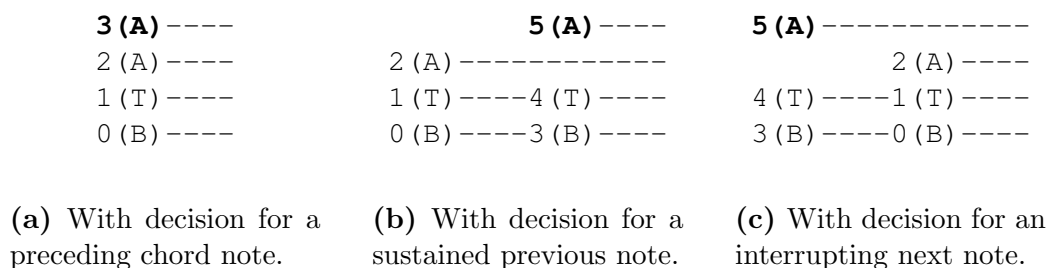 3(A)----
2(A)----
1(T)----
0(B)----
(a) With decision for a
preceding chord note.
5(A)----
2(A)------------
1(T)----4(T)----
0(B)----3(B)----
(b) With decision for a
sustained previous note.
5(A)------------
2(A)----
4(T)----1(T)----
3(B)----0(B)----
(c) With decision for an
interrupting next note.